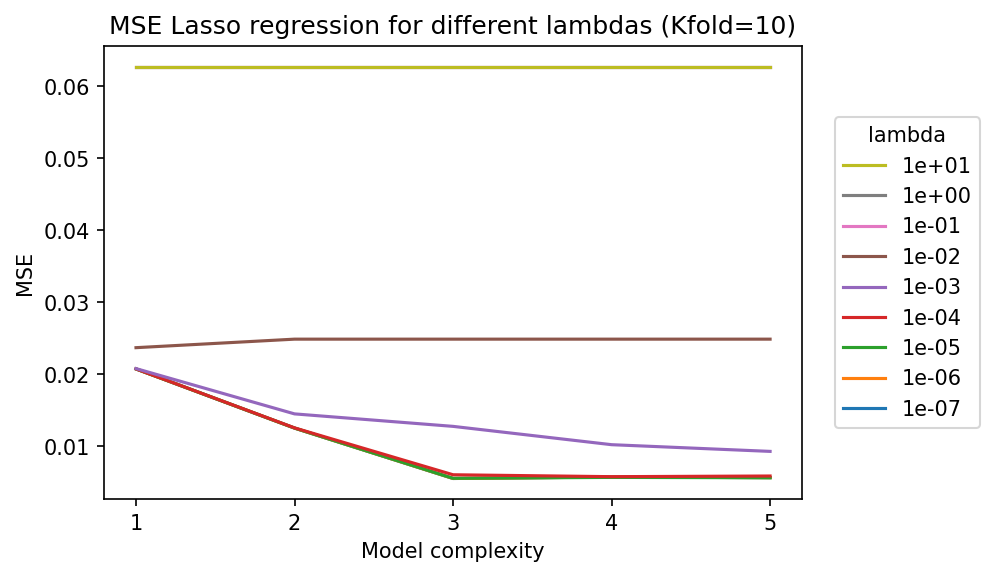 MSE Lasso regression for different lambdas (Kfold=10)
MSE
0.06
0.05
0.04
0.03
0.02
0.01
1
2
3
4
5
Model complexity
lambda
1e+01
1e+00
1e-01
1e-02
1e-03
1e-04
1e-05
1e-06
1e-07